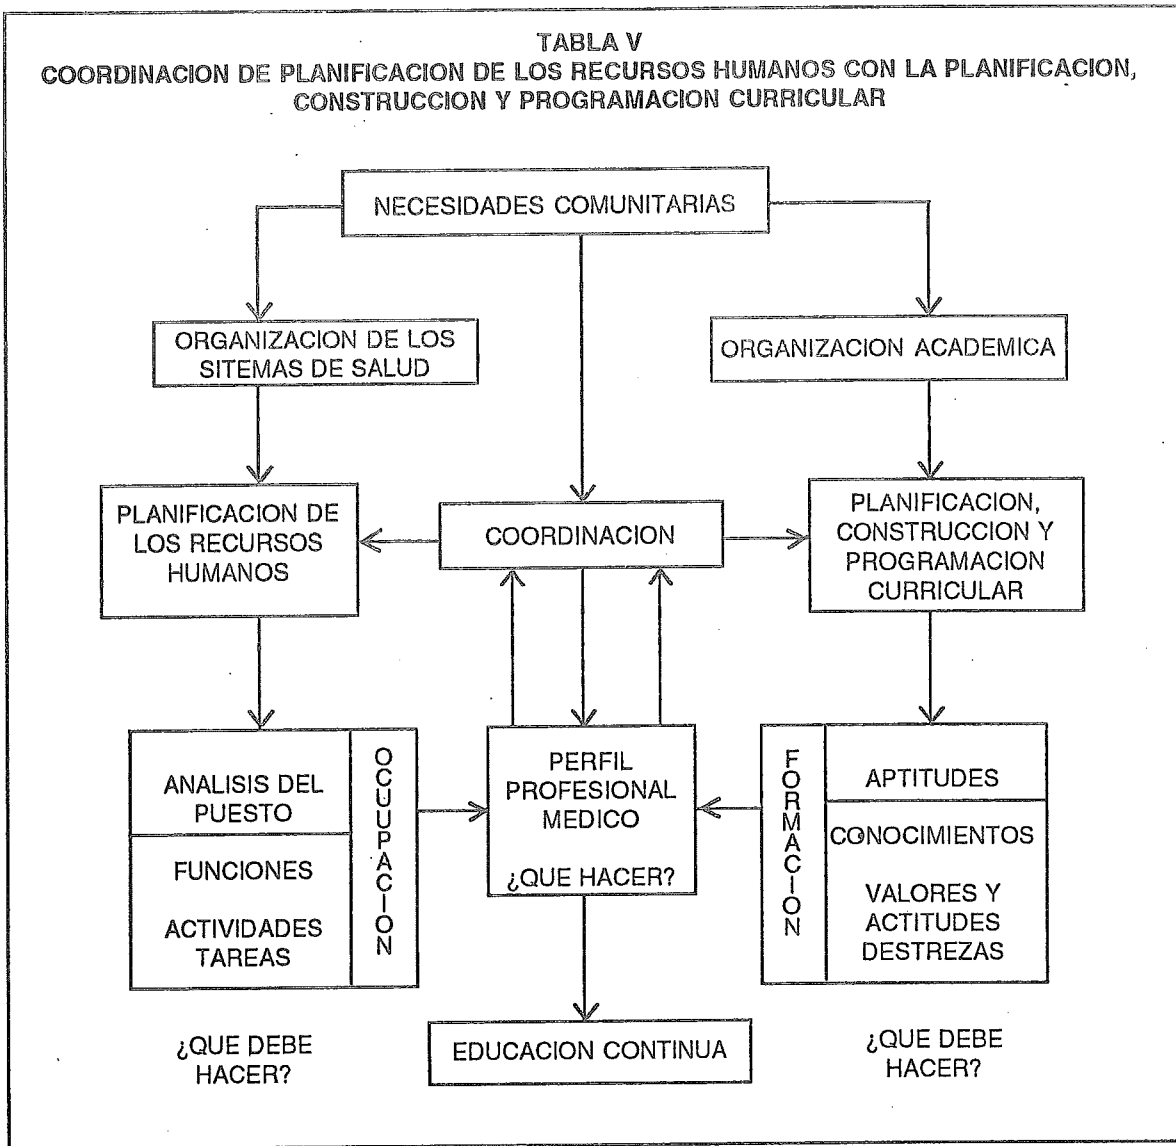 TABLA V
COORDINACION DE PLANIFICACION DE LOS RECURSOS HUMANOS CON LA PLANIFICACION,
CONSTRUCCION Y PROGRAMACION CURRICULAR
NECESIDADES COMUNITARIAS
ORGANIZACION DE LOS
SITEMAS DE SALUD
ORGANIZACION ACADEMICA
PLANIFICACION DE
LOS RECURSOS
HUMANOS
COORDINACION
PLANIFICACION,
CONSTRUCCION Y
PROGRAMACION
CURRICULAR
ANALISIS DEL
PUESTO
FUNCIONES
ACTIVIDADES
TAREAS
OCUUPACION
PERFIL
PROFESIONAL
MEDICO
¿QUE HACER?
FORMACION
APTITUDES
CONOCIMIENTOS
VALORES Y
ACTITUDES
DESTREZAS
¿QUE DEBE
HACER?
EDUCACION CONTINUA
¿QUE DEBE
HACER?